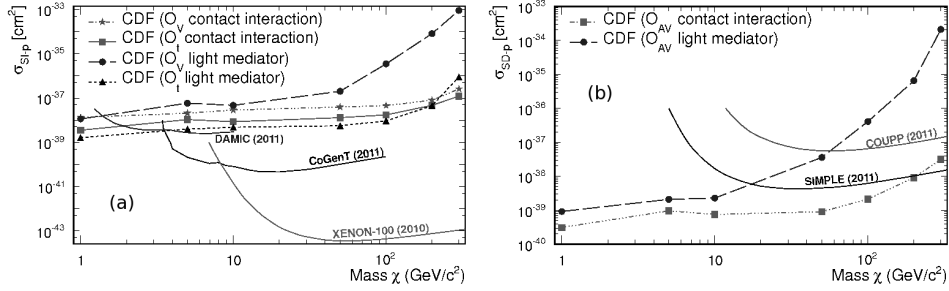 10^-33
10^-35
10^-37
10^-39
10^-41
10^-43
σSI-p [cm²]
CDF (OV contact interaction)
CDF (Ot contact interaction)
CDF (OV light mediator)
CDF (Ot light mediator)
DAMIC (2011)
CoGenT (2011)
XENON-100 (2010)
(a)
1 10 10²
Mass χ (GeV/c²)
10^-33
10^-34
10^-35
10^-36
10^-37
10^-38
10^-39
10^-40
σSD-p [cm²]
CDF (OAV contact interaction)
CDF (OAV light mediator)
(b)
COUPP (2011)
SIMPLE (2011)
1 10 10²
Mass χ (GeV/c²)